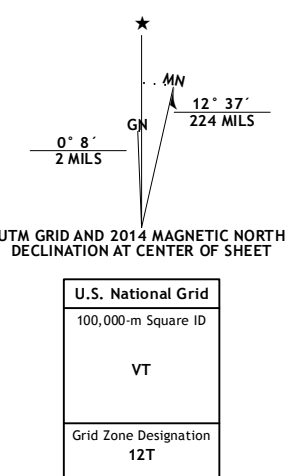 ★
MN
12° 37´
224 MILS
GN
0° 8´
2 MILS
UTM GRID AND 2014 MAGNETIC NORTH
DECLINATION AT CENTER OF SHEET
U.S. National Grid
100,000-m Square ID
VT
Grid Zone Designation
12T